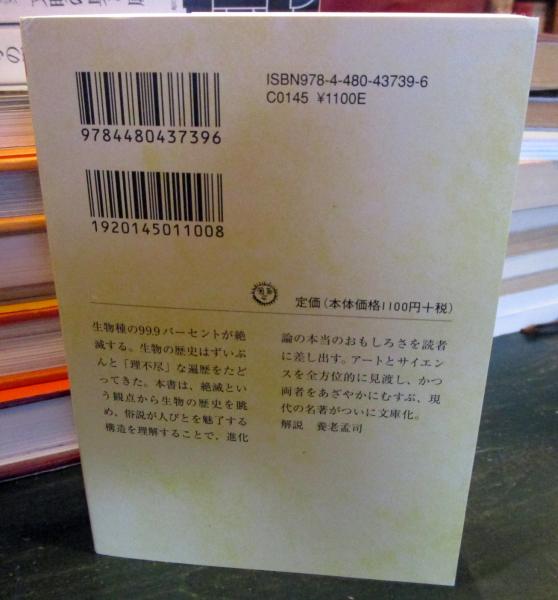 ISBN978-4-480-43739-6
C0145 ¥1100E
9784480437396
1920145011008
定価(本体価格1100円+税)
生物種の99.9パーセントが絶
滅する。生物の歴史はずいぶ
んと「理不尽」な遍歴をたど
ってきた。本書は、絶滅とい
う観点から生物の歴史を眺
め、俗説が人びとを魅了する
構造を理解することで、進化
論の本当のおもしろさを読者
に差し出す。アートとサイエン
スを全方位的に見渡し、かつ
両者をあざやかにむすぶ、現
代の名著がついに文庫化。
解説 養老孟司